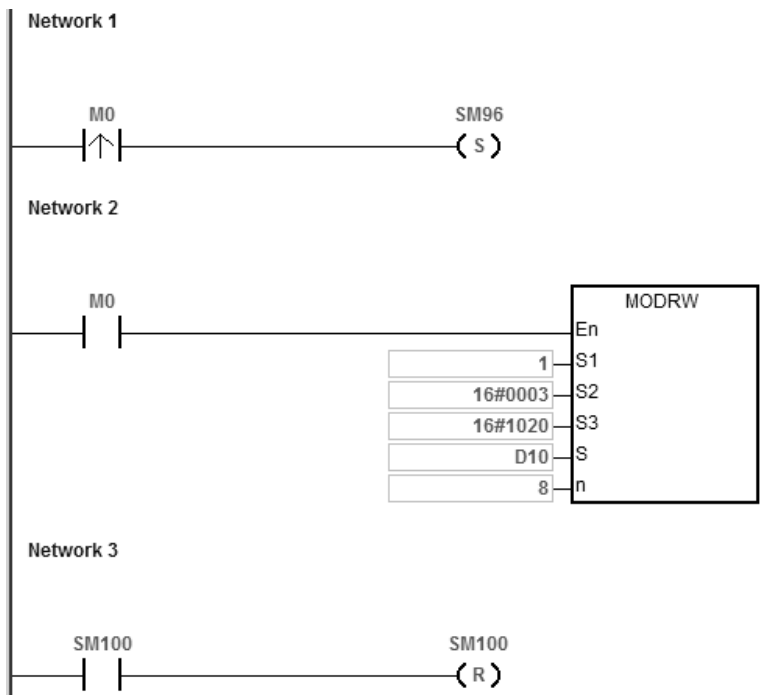 Network 1
M0 SM96
S
Network 2
M0 MODRW
En
1 S1
16#0003 S2
16#1020 S3
D10 S
8 n
Network 3
SM100 SM100
R